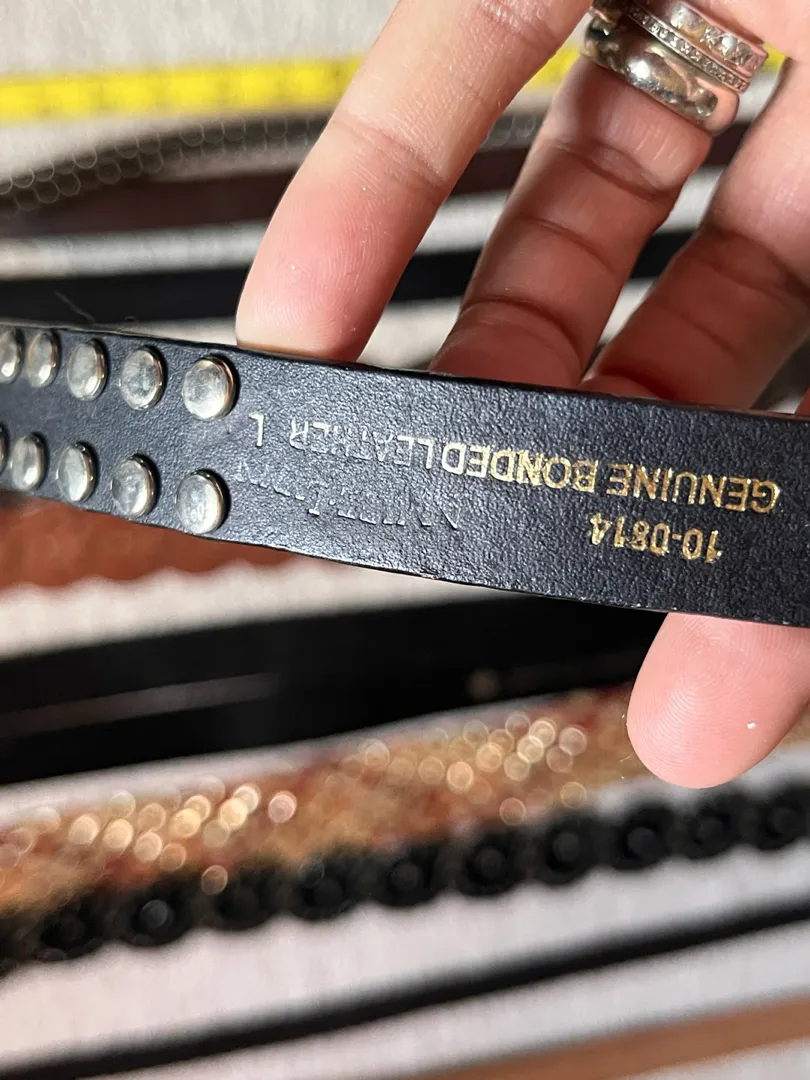 10-0814
GENUINE BONDED LEATHER L